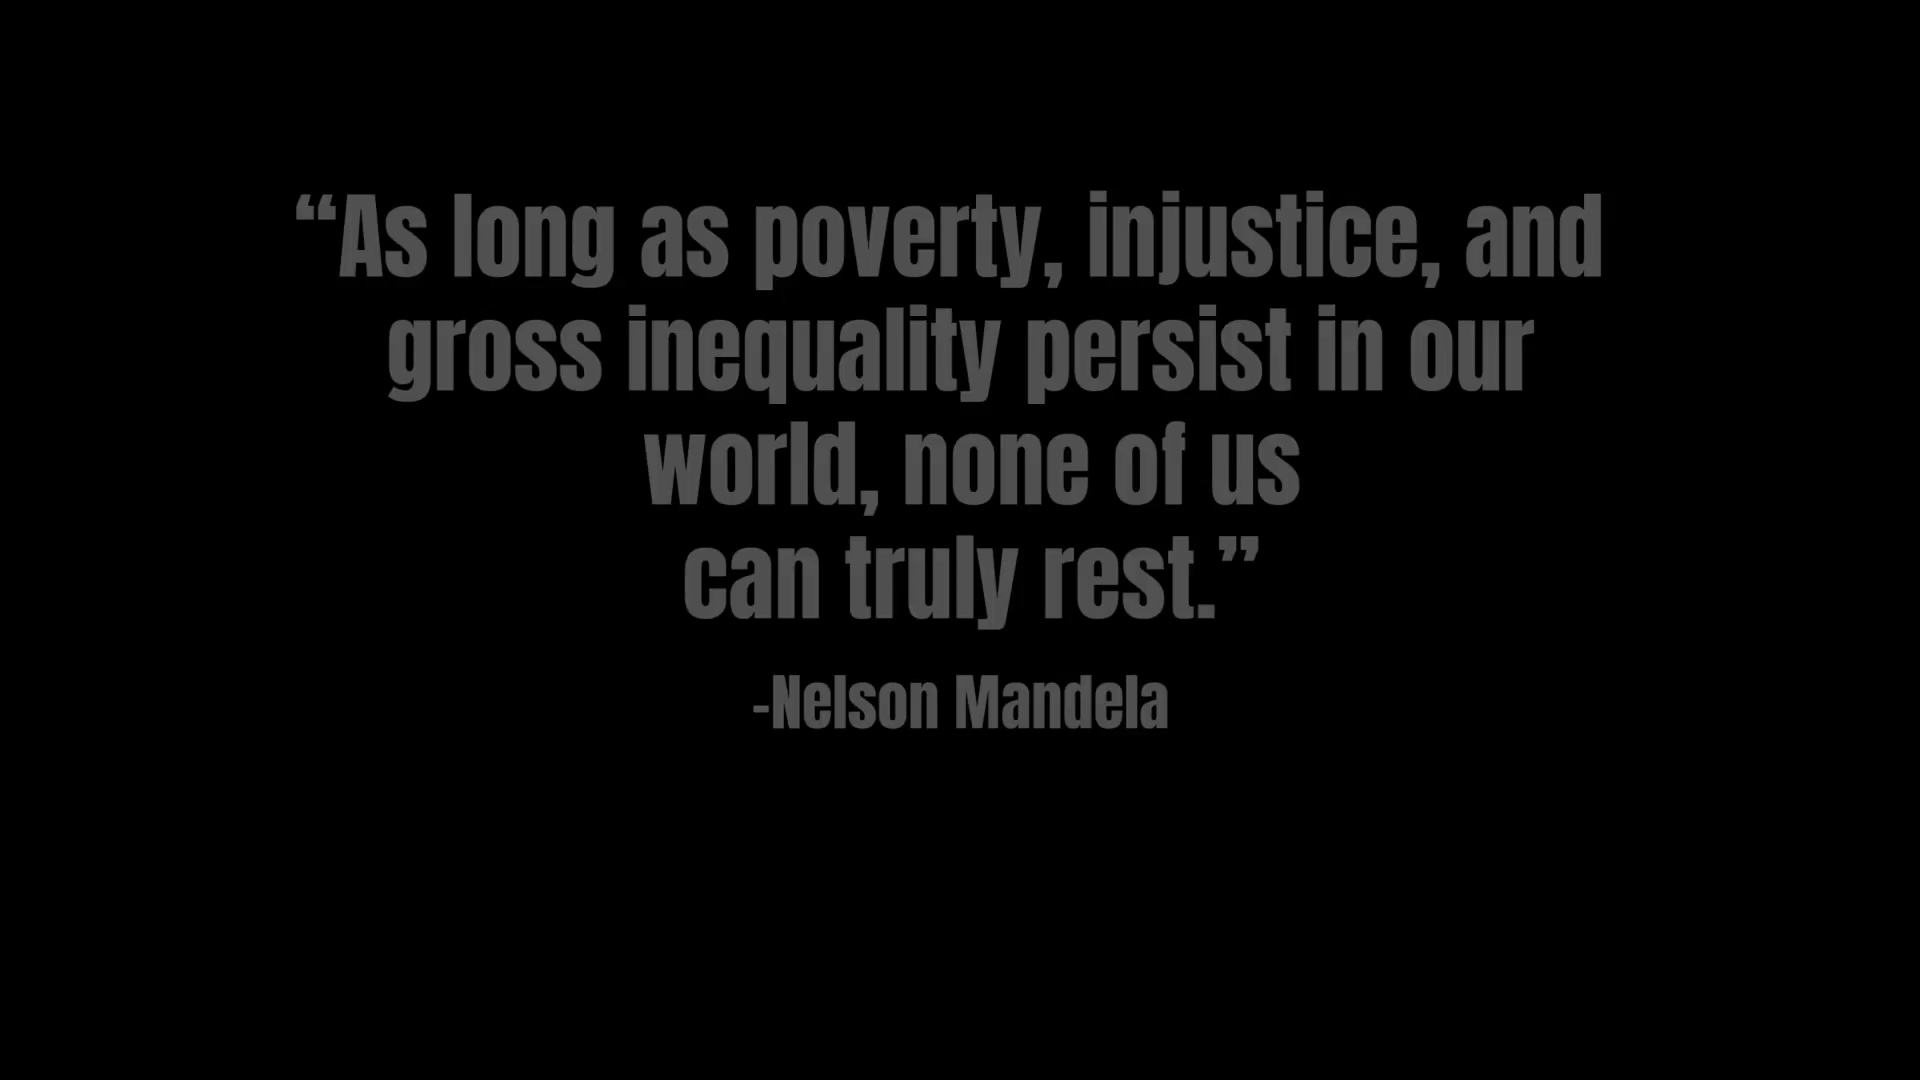 “As long as poverty, injustice, and
gross inequality persist in our
world, none of us
can truly rest.”
-Nelson Mandela